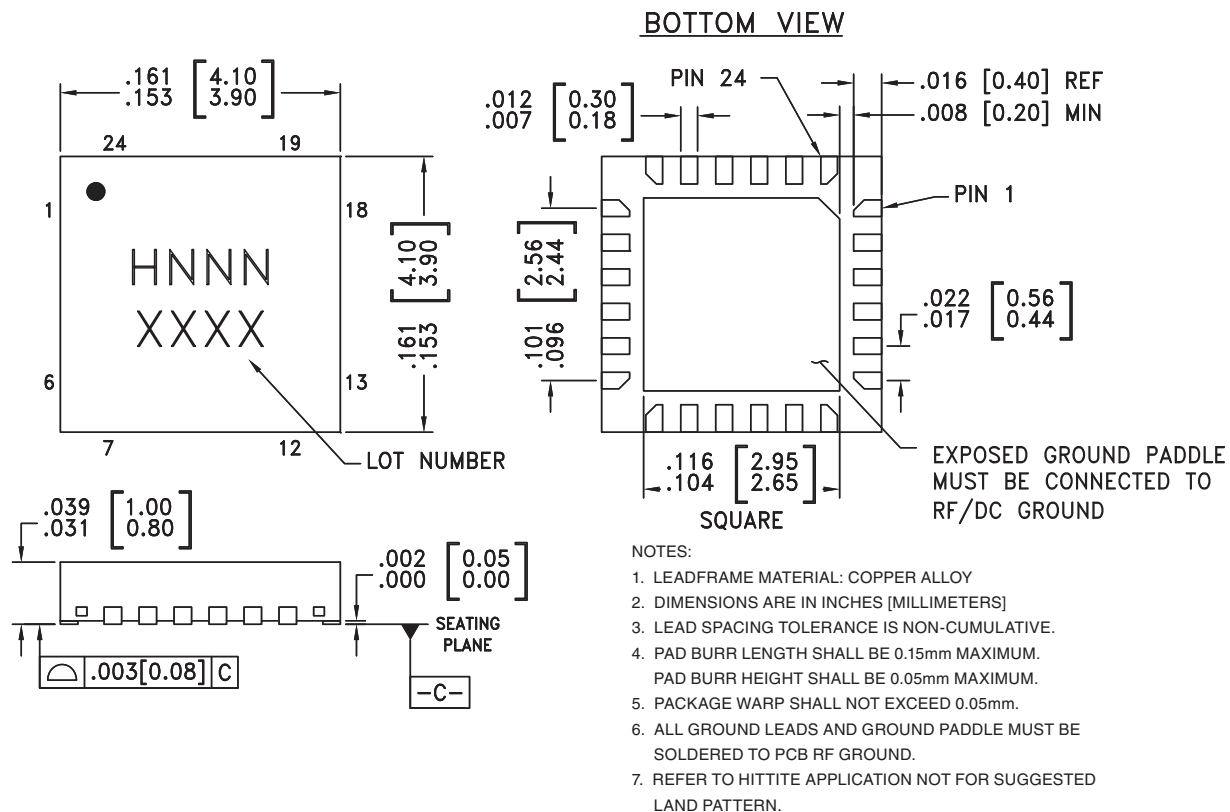 BOTTOM VIEW
.161 [4.10]
.153 [3.90]
24
19
1
18
HNNN
XXXX
6
13
7
12
LOT NUMBER
.161 [4.10]
.153 [3.90]
PIN 24
.012 [0.30]
.007 [0.18]
.016 [0.40] REF
.008 [0.20] MIN
PIN 1
.101 [2.56]
.096 [2.44]
.022 [0.56]
.017 [0.44]
.116 [2.95]
.104 [2.65]
SQUARE
EXPOSED GROUND PADDLE
MUST BE CONNECTED TO
RF/DC GROUND
.039 [1.00]
.031 [0.80]
.002 [0.05]
.000 [0.00]
SEATING
PLANE
.003[0.08] C
-C-
NOTES:
1. LEADFRAME MATERIAL: COPPER ALLOY
2. DIMENSIONS ARE IN INCHES [MILLIMETERS]
3. LEAD SPACING TOLERANCE IS NON-CUMULATIVE.
4. PAD BURR LENGTH SHALL BE 0.15mm MAXIMUM.
PAD BURR HEIGHT SHALL BE 0.05mm MAXIMUM.
5. PACKAGE WARP SHALL NOT EXCEED 0.05mm.
6. ALL GROUND LEADS AND GROUND PADDLE MUST BE
SOLDERED TO PCB RF GROUND.
7. REFER TO HITTITE APPLICATION NOT FOR SUGGESTED
LAND PATTERN.